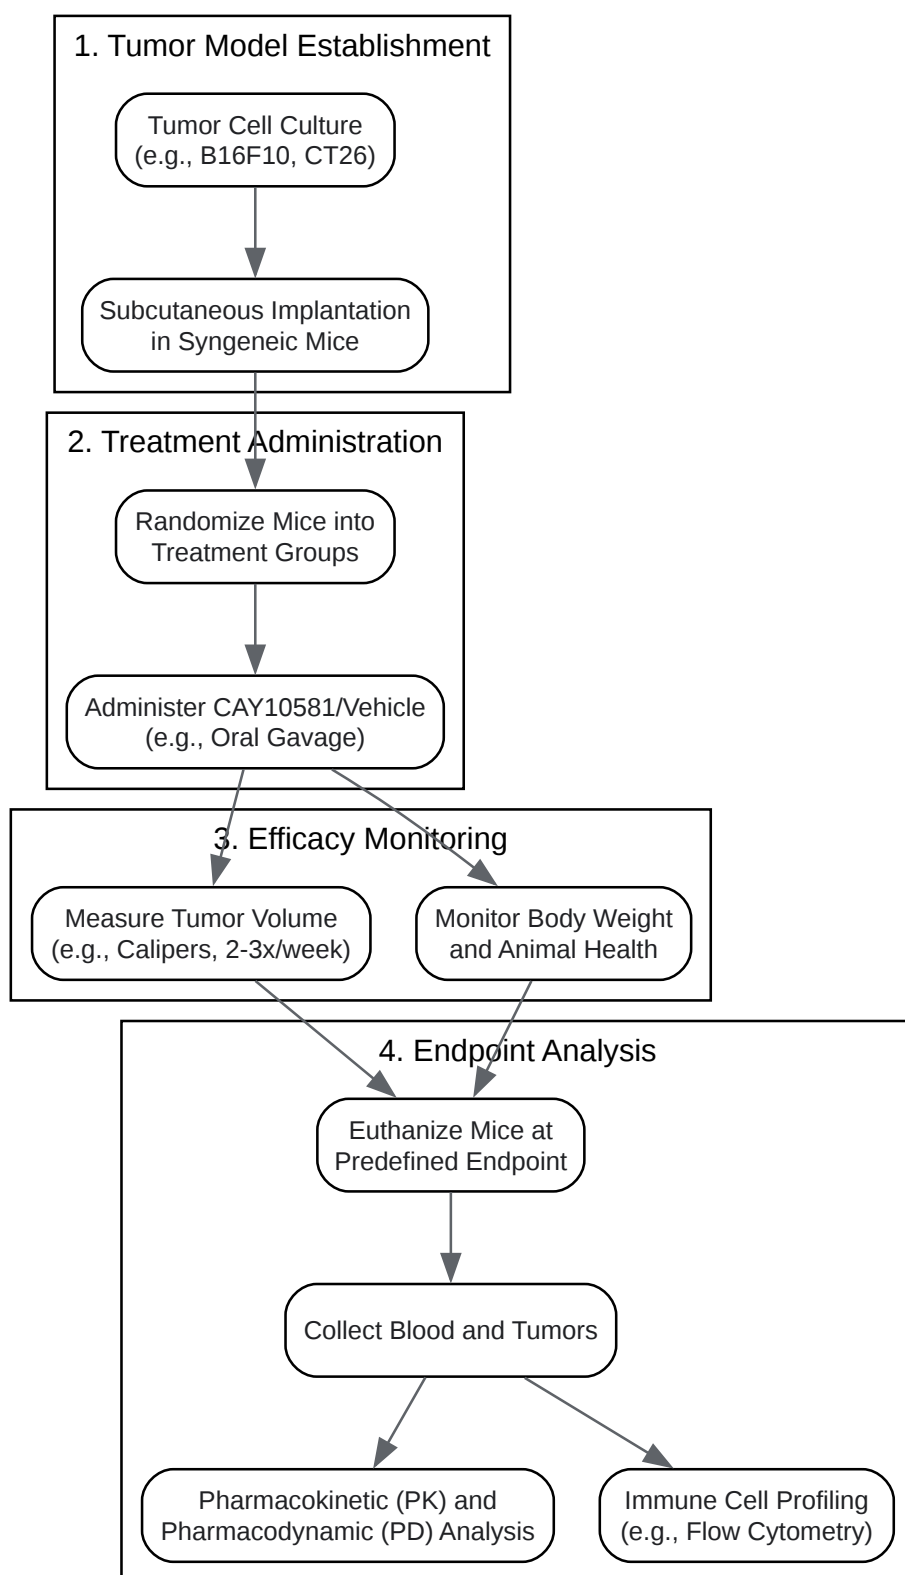 1. Tumor Model Establishment
Tumor Cell Culture
(e.g., B16F10, CT26)
Subcutaneous Implantation
in Syngeneic Mice
2. Treatment Administration
Randomize Mice into
Treatment Groups
Administer CAY10581/Vehicle
(e.g., Oral Gavage)
3. Efficacy Monitoring
Measure Tumor Volume
(e.g., Calipers, 2-3x/week)
Monitor Body Weight
and Animal Health
4. Endpoint Analysis
Euthanize Mice at
Predefined Endpoint
Collect Blood and Tumors
Pharmacokinetic (PK) and
Pharmacodynamic (PD) Analysis
Immune Cell Profiling
(e.g., Flow Cytometry)